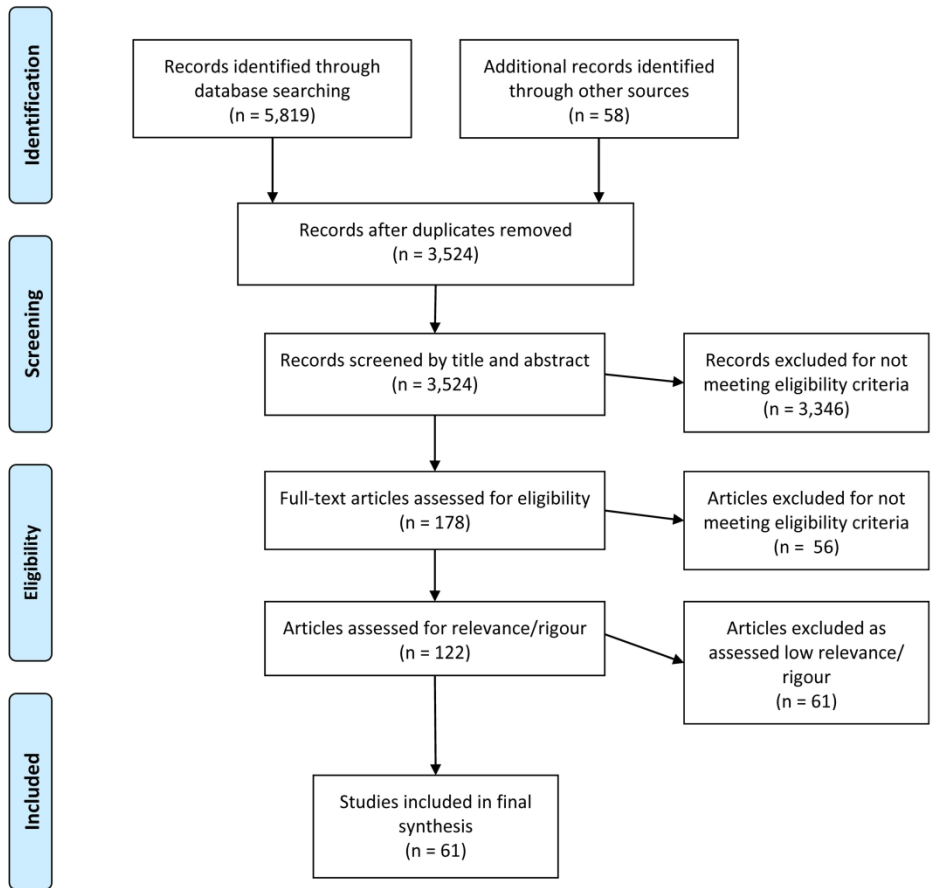 Identification
Records identified through
database searching
(n = 5,819)
Additional records identified
through other sources
(n = 58)
Records after duplicates removed
(n = 3,524)
Screening
Records screened by title and abstract
(n = 3,524)
Records excluded for not
meeting eligibility criteria
(n = 3,346)
Eligibility
Full-text articles assessed for eligibility
(n = 178)
Articles excluded for not
meeting eligibility criteria
(n =  56)
Articles assessed for relevance/rigour
(n = 122)
Articles excluded as
assessed low relevance/
rigour
(n = 61)
Included
Studies included in final
synthesis
(n = 61)